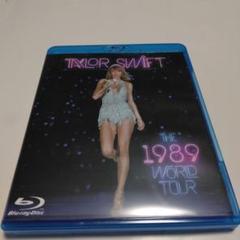 TAYLOR SWIFT
THE
1989
WORLD
TOUR
Blu-ray Disc